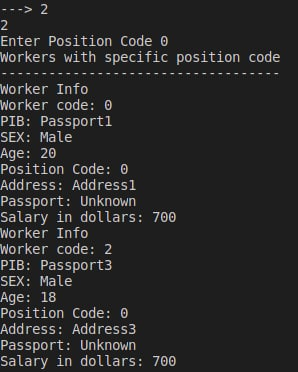 ---> 2
2
Enter Position Code 0
Workers with specific position code
-----------------------------------
Worker Info
Worker code: 0
PIB: Passport1
SEX: Male
Age: 20
Position Code: 0
Address: Address1
Passport: Unknown
Salary in dollars: 700
Worker Info
Worker code: 2
PIB: Passport3
SEX: Male
Age: 18
Position Code: 0
Address: Address3
Passport: Unknown
Salary in dollars: 700